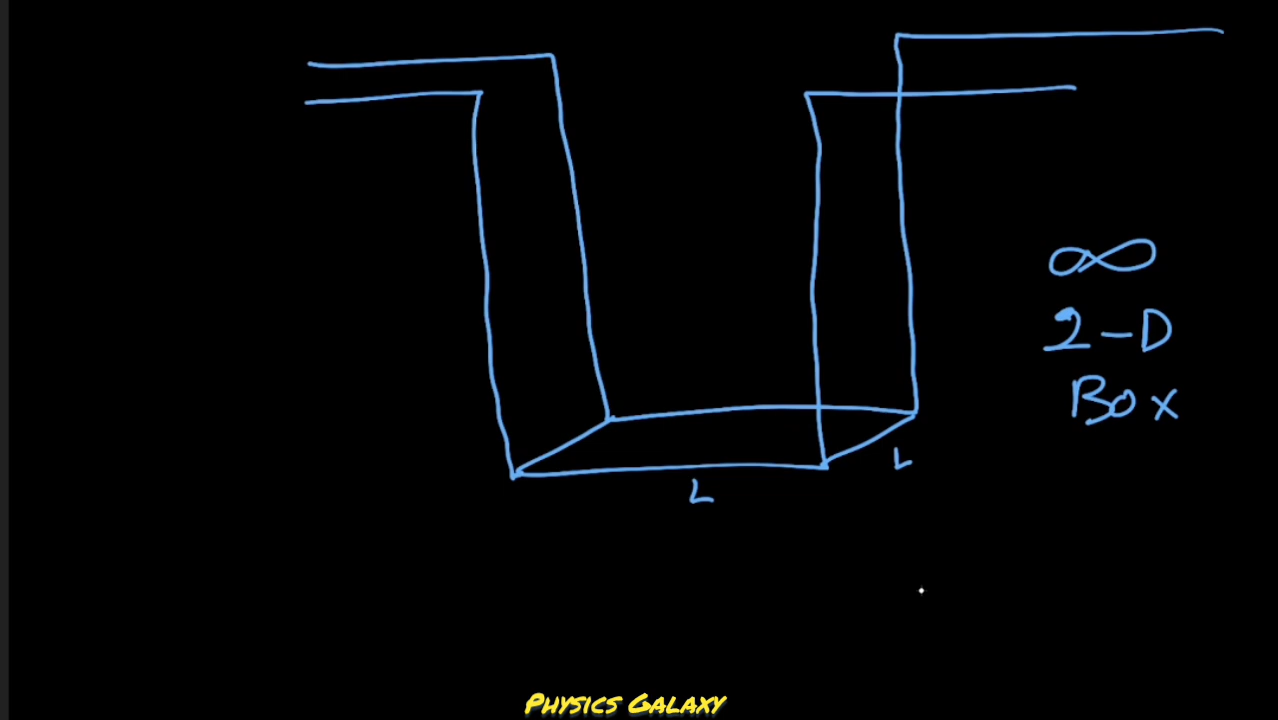 ∞
2-D
Box
L
L
PHYSICS GALAXY